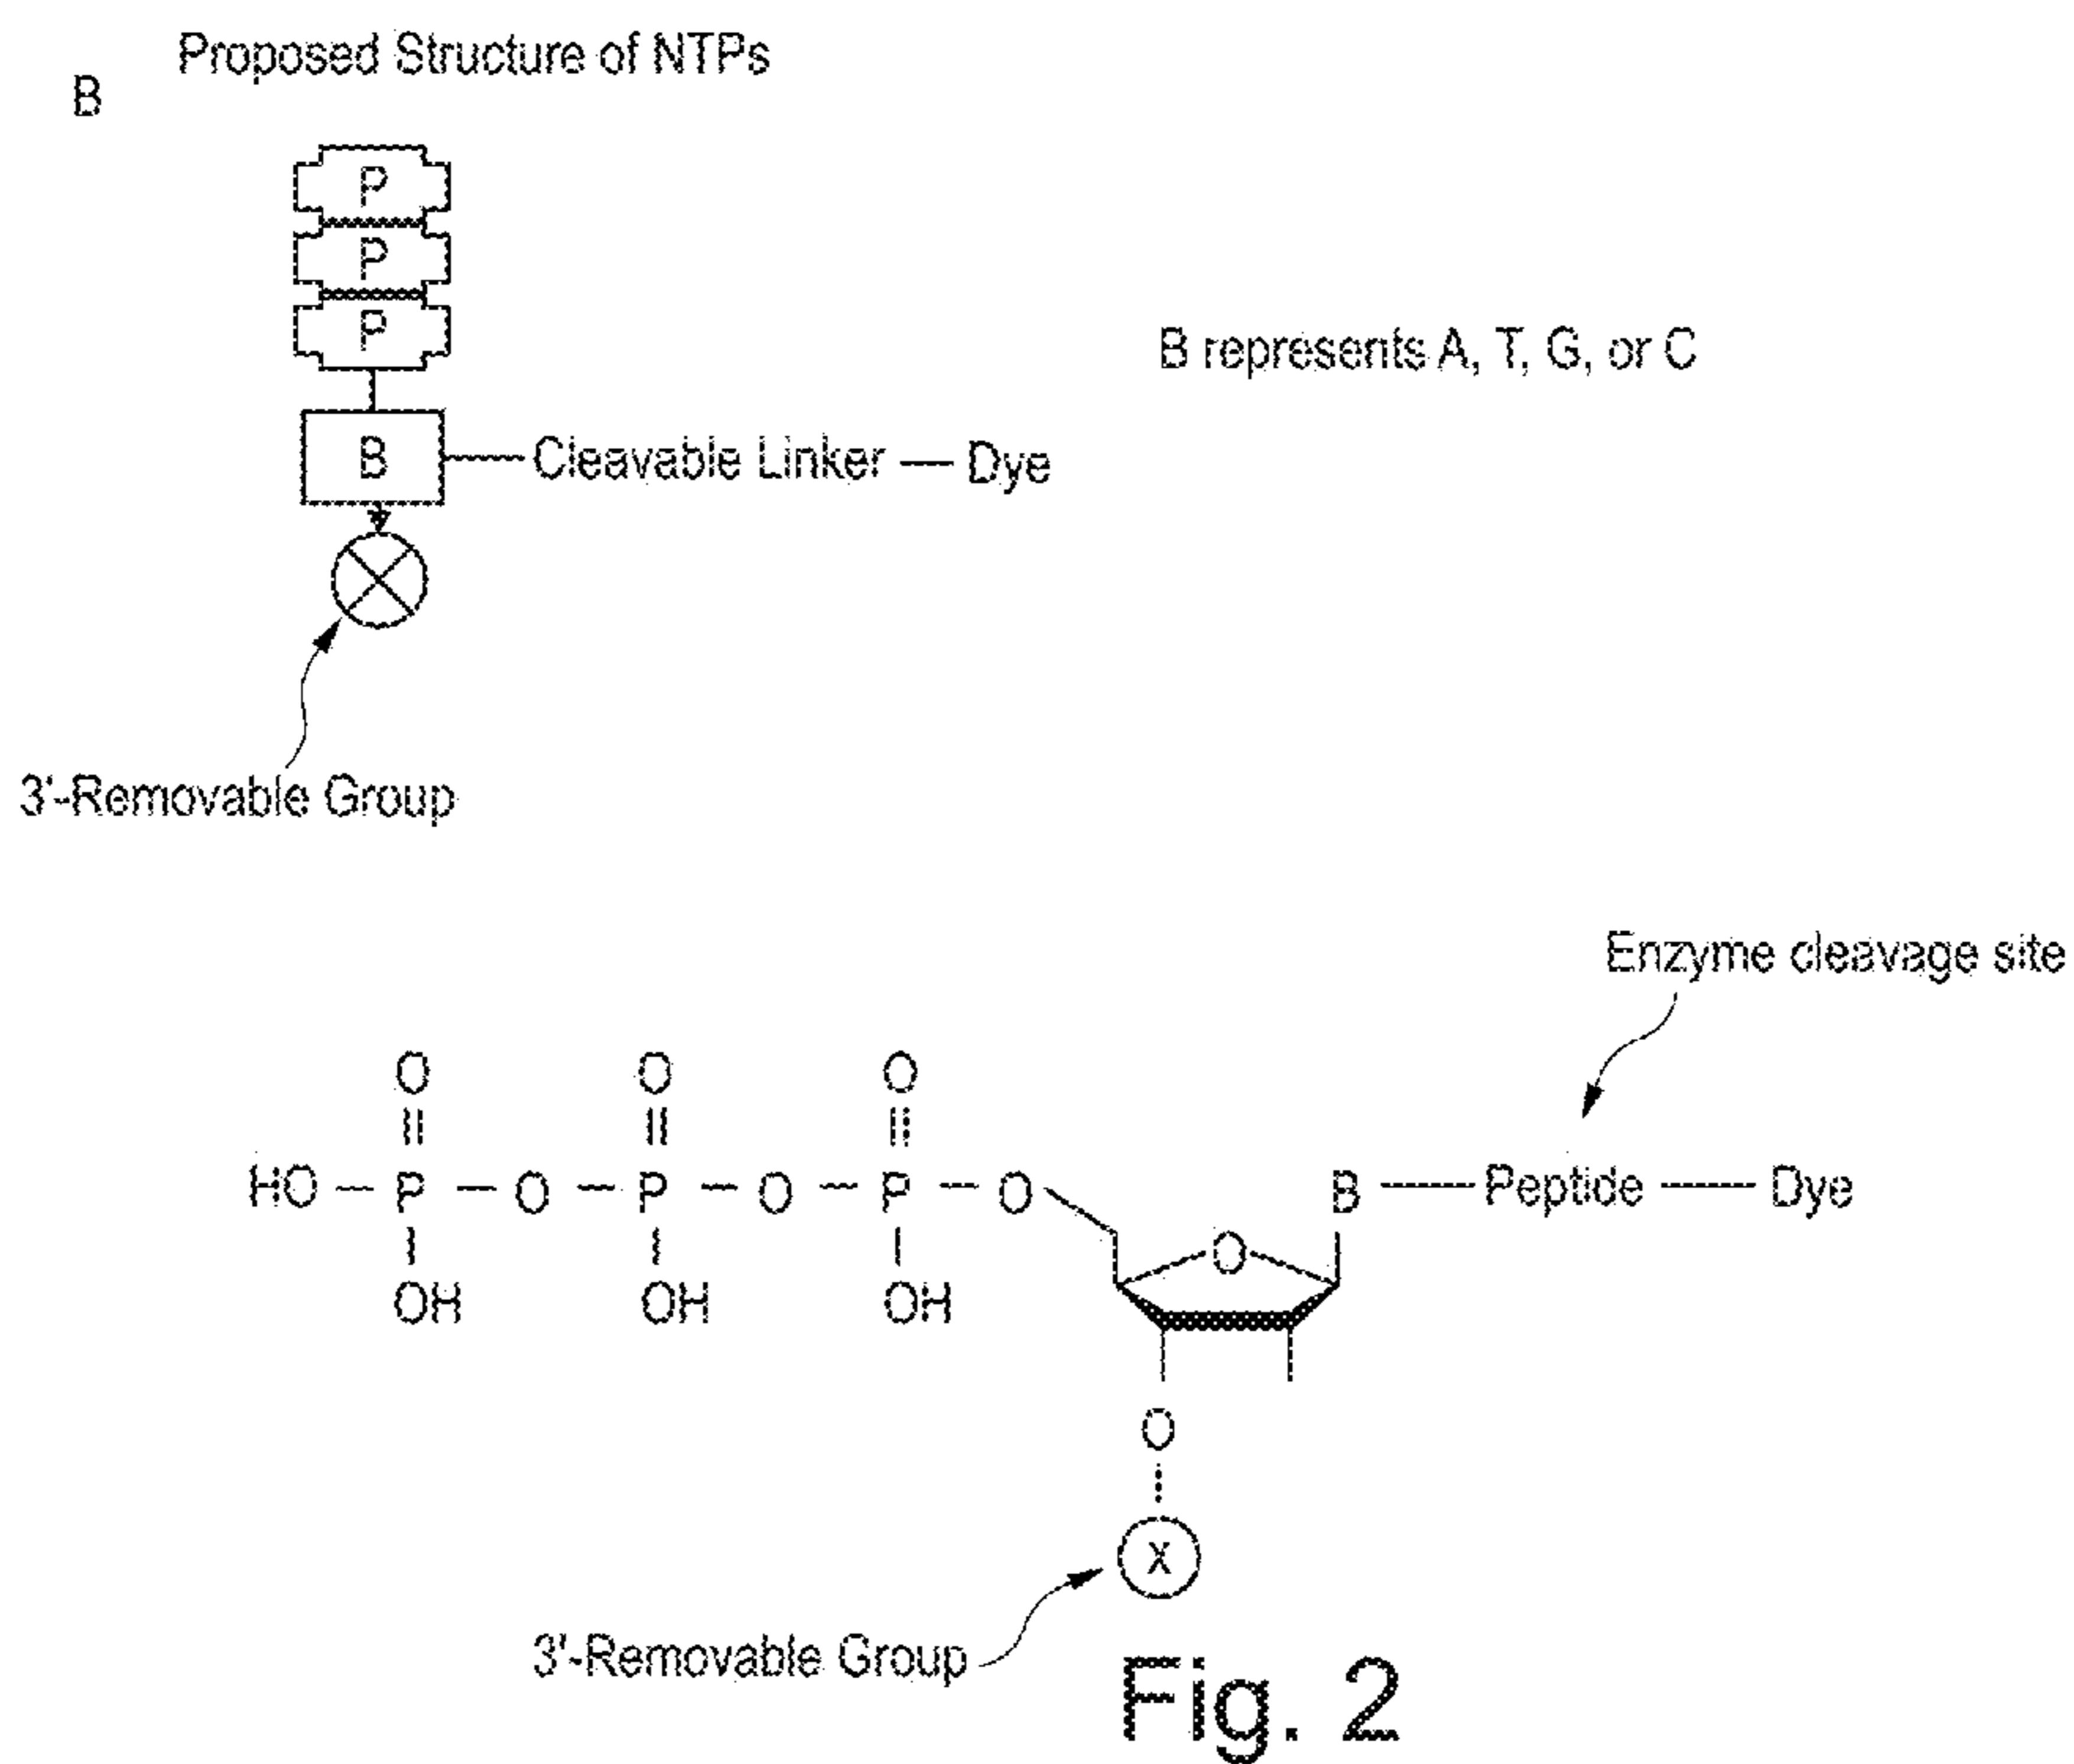 Proposed Structure of NTPs
B
P
P
P
B represents A, T, G, or C
B Cleavable Linker — Dye
3'-Removable Group
Enzyme cleavage site
O O O
HO – P – O – P – O – P – O B — Peptide — Dye
O
OH OH OH
O
X
3'-Removable Group
Fig. 2